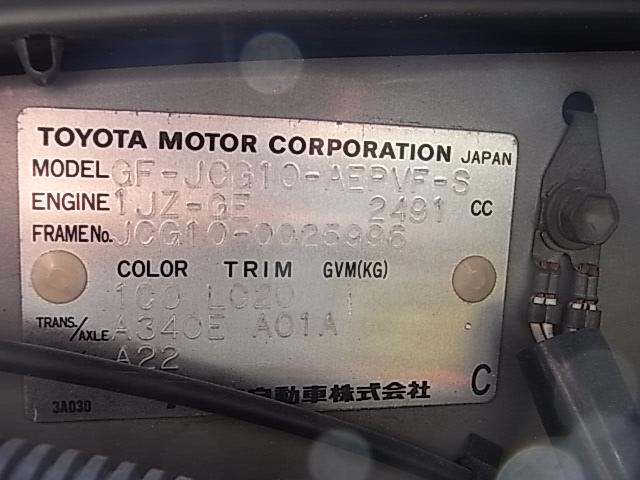 TOYOTA MOTOR CORPORATION JAPAN
MODEL GF-JCG10-AEPVF-S
ENGINE 1JZ-GE 2491 CC
FRAME No. JCG10-0025996
COLOR TRIM GVM(KG)
1C0 LC20
TRANS./AXLE A340E A01A
A22
自動車株式会社 C
3A030